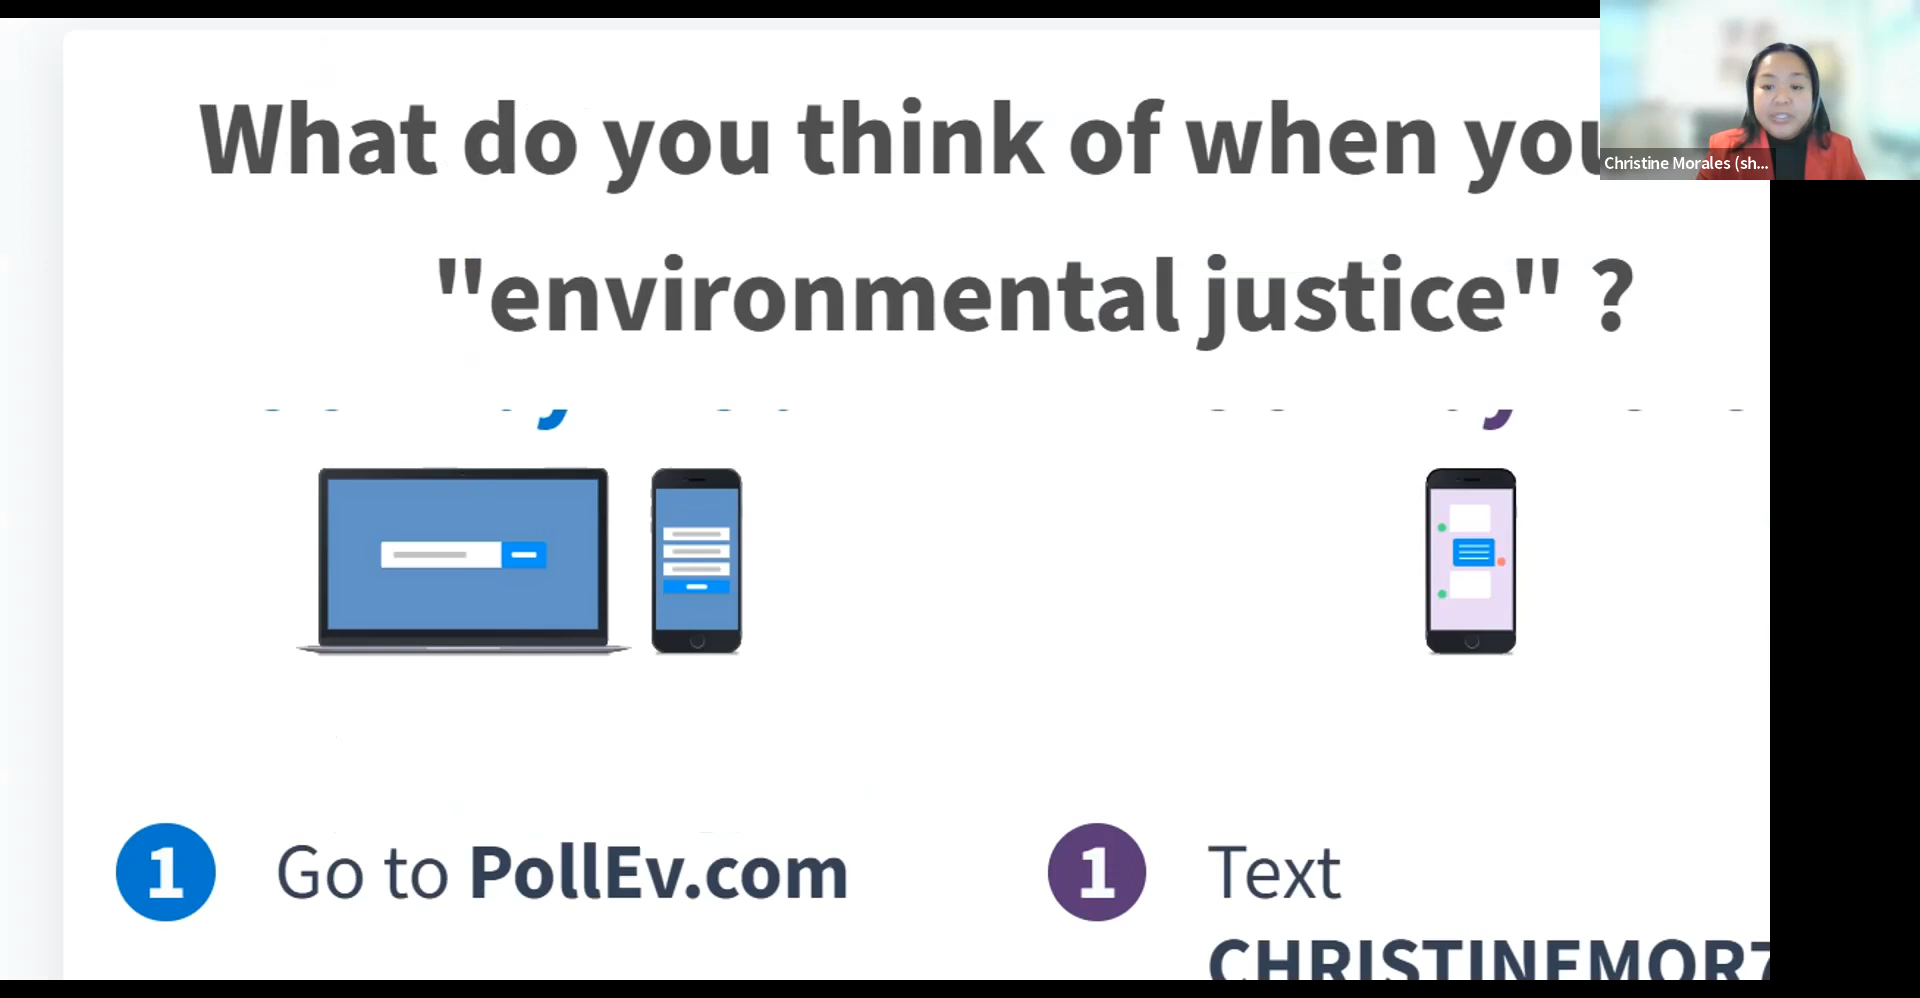 What do you think of when you
"environmental justice" ?
Christine Morales (sh...
1 Go to PollEv.com
1 Text
CHRISTINEMOR7